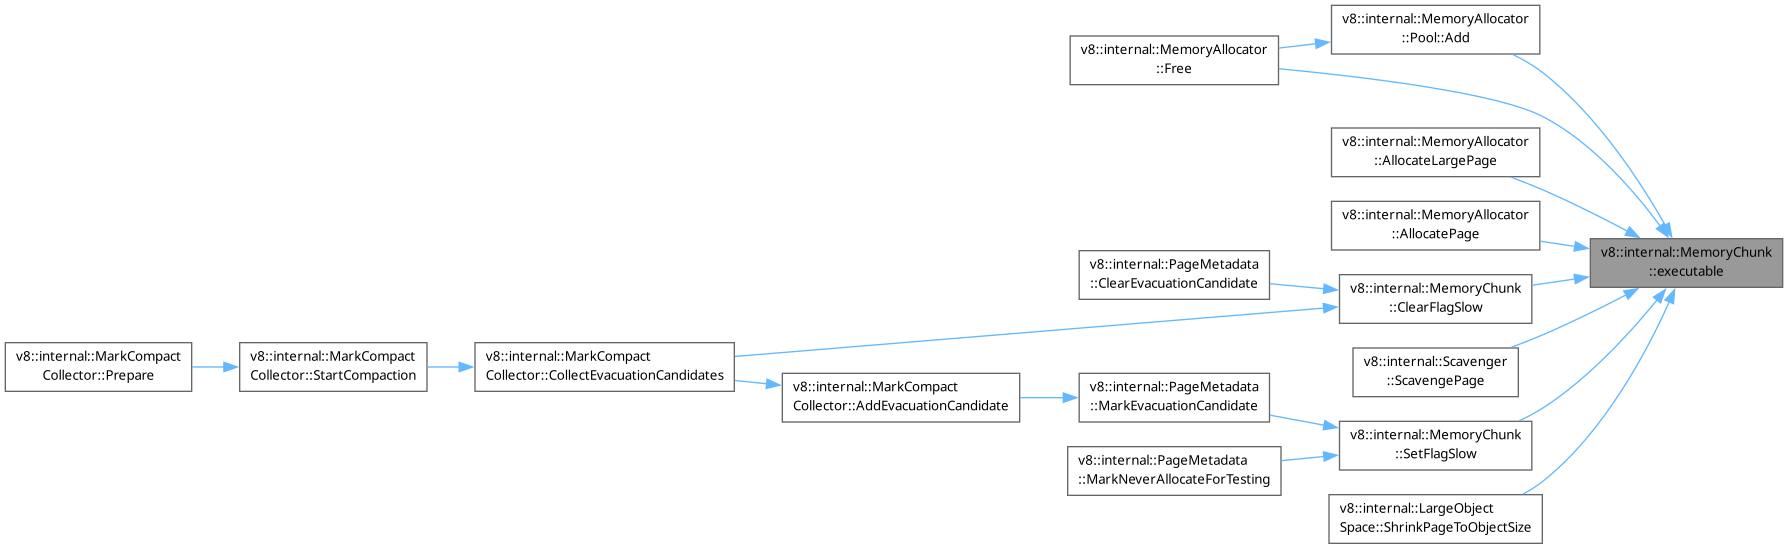 v8::internal::MemoryAllocator
::Pool::Add
v8::internal::MemoryAllocator
::Free
v8::internal::MemoryAllocator
::AllocateLargePage
v8::internal::MemoryAllocator
::AllocatePage
v8::internal::MemoryChunk
::executable
v8::internal::PageMetadata
::ClearEvacuationCandidate
v8::internal::MemoryChunk
::ClearFlagSlow
v8::internal::MarkCompact
Collector::Prepare
v8::internal::MarkCompact
Collector::StartCompaction
v8::internal::MarkCompact
Collector::CollectEvacuationCandidates
v8::internal::Scavenger
::ScavengePage
v8::internal::MarkCompact
Collector::AddEvacuationCandidate
v8::internal::PageMetadata
::MarkEvacuationCandidate
v8::internal::MemoryChunk
::SetFlagSlow
v8::internal::PageMetadata
::MarkNeverAllocateForTesting
v8::internal::LargeObject
Space::ShrinkPageToObjectSize